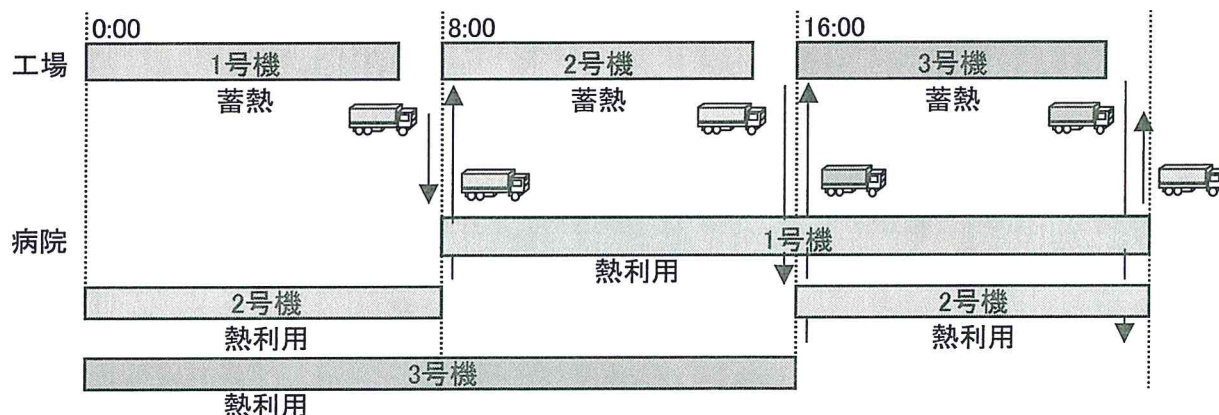 0:00 8:00 16:00
工場 1号機 2号機 3号機
蓄熱 蓄熱 蓄熱
病院 1号機
熱利用
2号機 2号機
熱利用 熱利用
3号機
熱利用